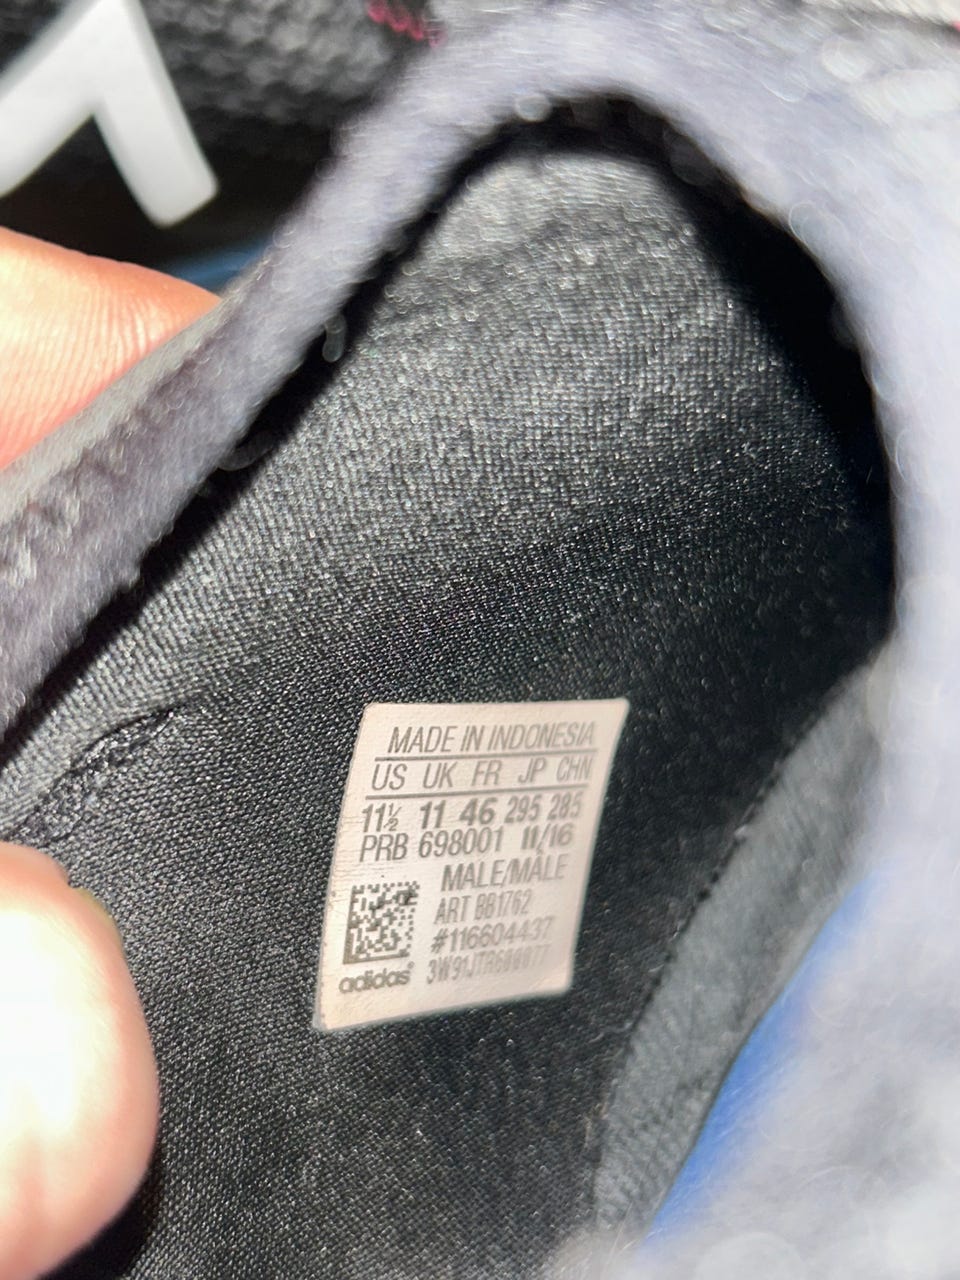 MADE IN INDONESIA
US UK FR JP CHN
11½ 11 46 295 285
PRB 698001 11/16
MALE/MÂLE
ART BB1762
#116604437
adidas®